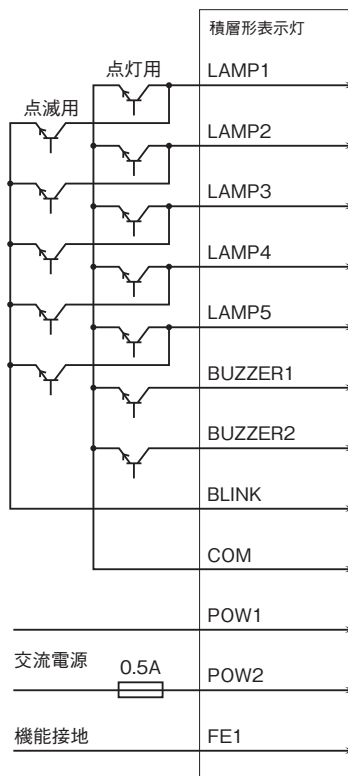 積層形表示灯
点灯用
LAMP1
点滅用
LAMP2
LAMP3
LAMP4
LAMP5
BUZZER1
BUZZER2
BLINK
COM
POW1
交流電源
0.5A
POW2
機能接地
FE1